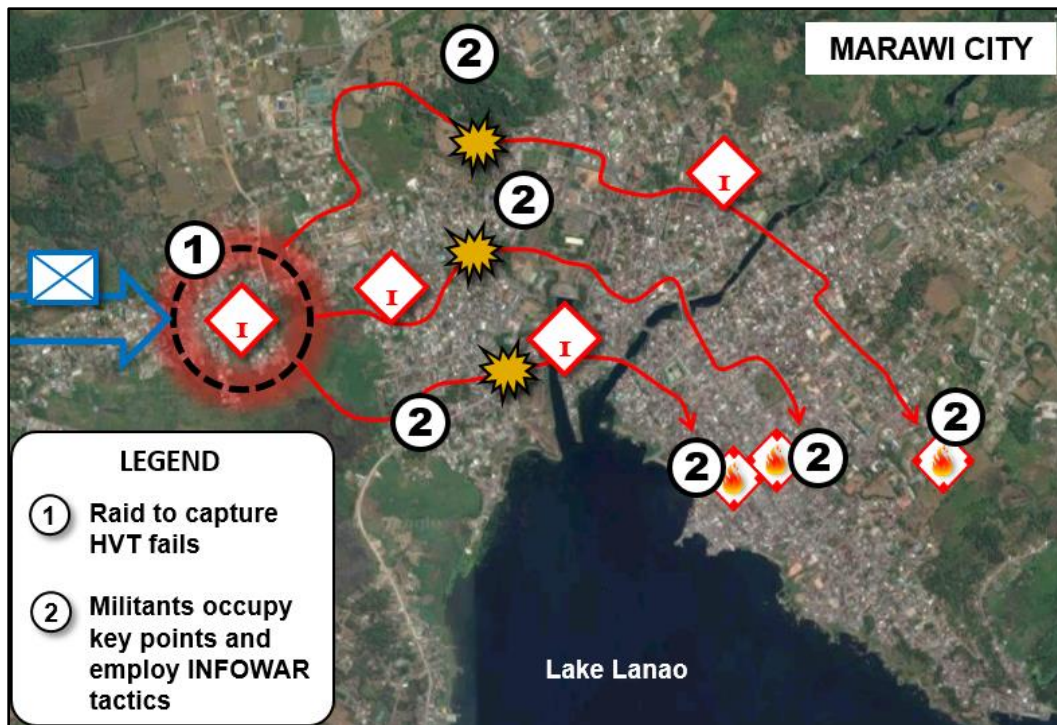 MARAWI CITY
2
2
1
I
I
I
I
2
2
2
2
LEGEND
1 Raid to capture
HVT fails
2 Militants occupy
key points and
employ INFOWAR
tactics
Lake Lanao